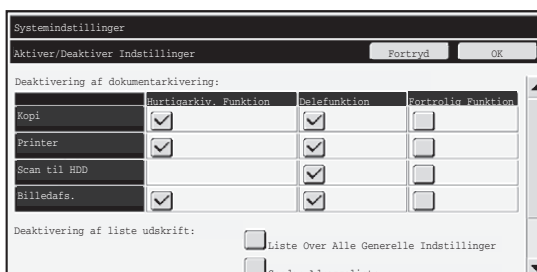 Systemindstillinger
Aktiver/Deaktiver Indstillinger Fortryd OK
Deaktivering af dokumentarkivering:
Hurtigarkiv. Funktion Delefunktion Fortrolig Funktion
Kopi
Printer
Scan til HDD
Billedafs.
Deaktivering af liste udskrift:
Liste Over Alle Generelle Indstillinger